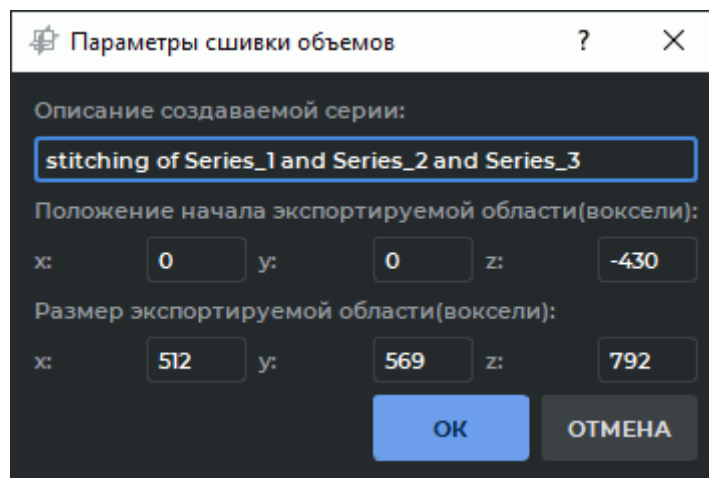 Параметры сшивки объемов ? ×
Описание создаваемой серии:
stitching of Series_1 and Series_2 and Series_3
Положение начала экспортируемой области(воксели):
x: 0 y: 0 z: -430
Размер экспортируемой области(воксели):
x: 512 y: 569 z: 792
ОК ОТМЕНА